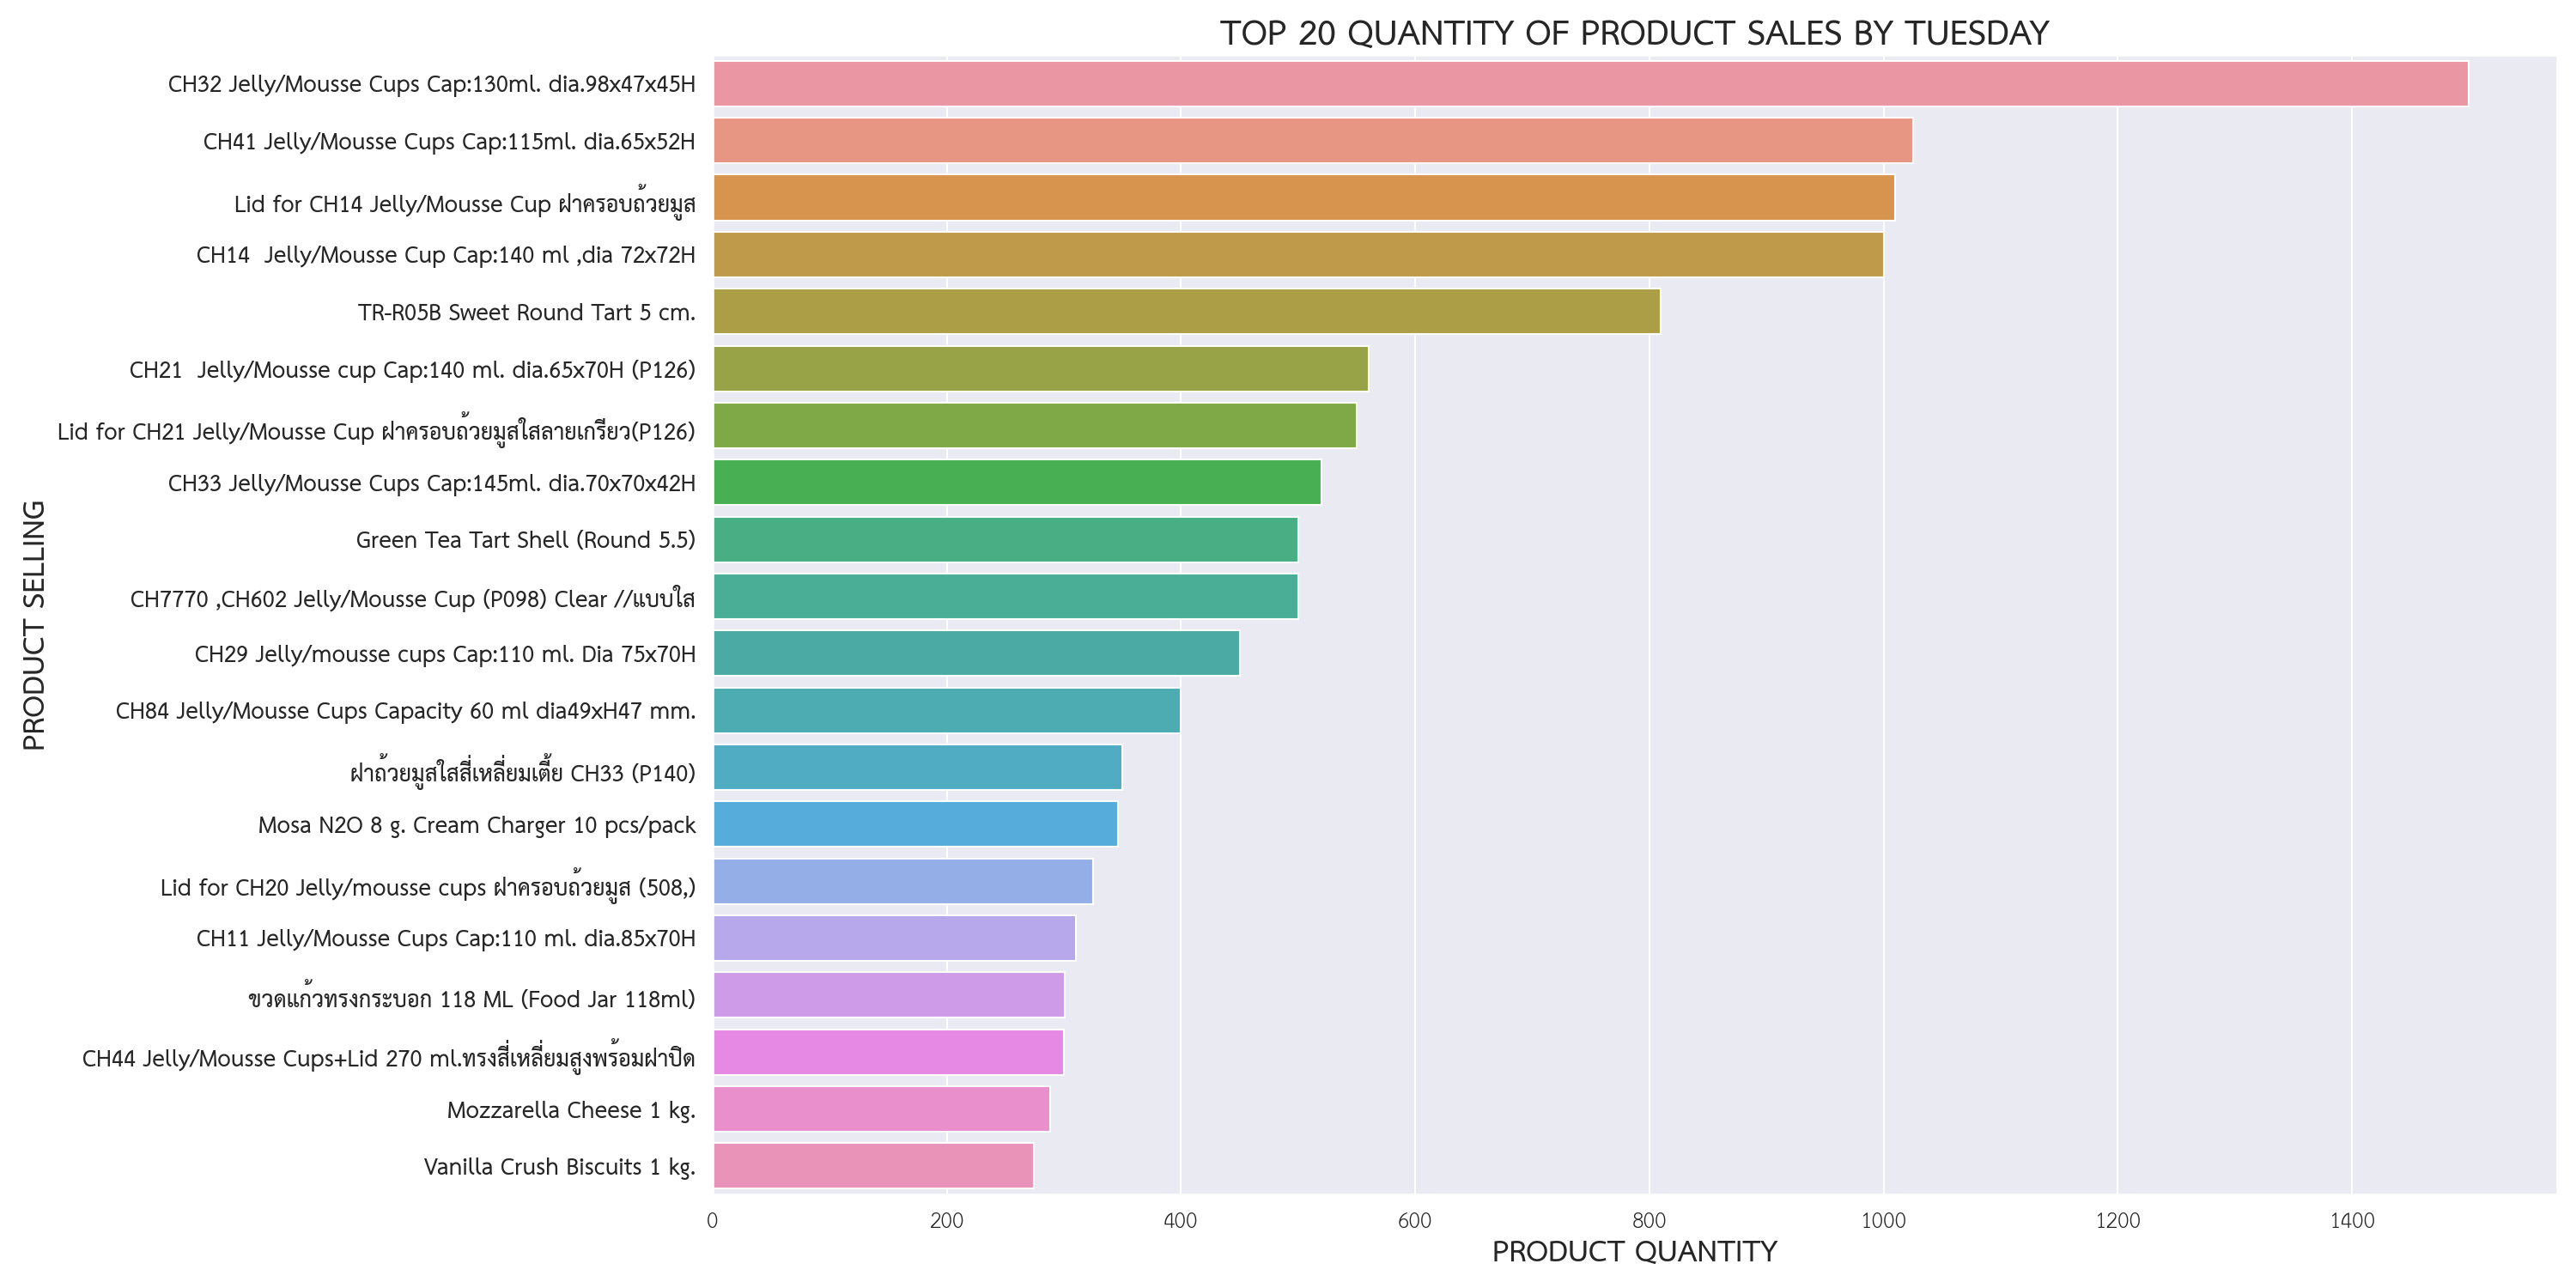 TOP 20 QUANTITY OF PRODUCT SALES BY TUESDAY
CH32 Jelly/Mousse Cups Cap:130ml. dia.98x47x45H
CH41 Jelly/Mousse Cups Cap:115ml. dia.65x52H
Lid for CH14 Jelly/Mousse Cup ฝาครอบถ้วยมูส
CH14  Jelly/Mousse Cup Cap:140 ml ,dia 72x72H
TR-R05B Sweet Round Tart 5 cm.
CH21  Jelly/Mousse cup Cap:140 ml. dia.65x70H (P126)
Lid for CH21 Jelly/Mousse Cup ฝาครอบถ้วยมูสใสลายเกรียว(P126)
CH33 Jelly/Mousse Cups Cap:145ml. dia.70x70x42H
Green Tea Tart Shell (Round 5.5)
CH7770 ,CH602 Jelly/Mousse Cup (P098) Clear //แบบใส
CH29 Jelly/mousse cups Cap:110 ml. Dia 75x70H
CH84 Jelly/Mousse Cups Capacity 60 ml dia49xH47 mm.
ฝาถ้วยมูสใสสี่เหลี่ยมเตี้ย CH33 (P140)
Mosa N2O 8 g. Cream Charger 10 pcs/pack
Lid for CH20 Jelly/mousse cups ฝาครอบถ้วยมูส (508,)
CH11 Jelly/Mousse Cups Cap:110 ml. dia.85x70H
ขวดแก้วทรงกระบอก 118 ML (Food Jar 118ml)
CH44 Jelly/Mousse Cups+Lid 270 ml.ทรงสี่เหลี่ยมสูงพร้อมฝาปิด
Mozzarella Cheese 1 kg.
Vanilla Crush Biscuits 1 kg.
PRODUCT SELLING
0 200 400 600 800 1000 1200 1400
PRODUCT QUANTITY